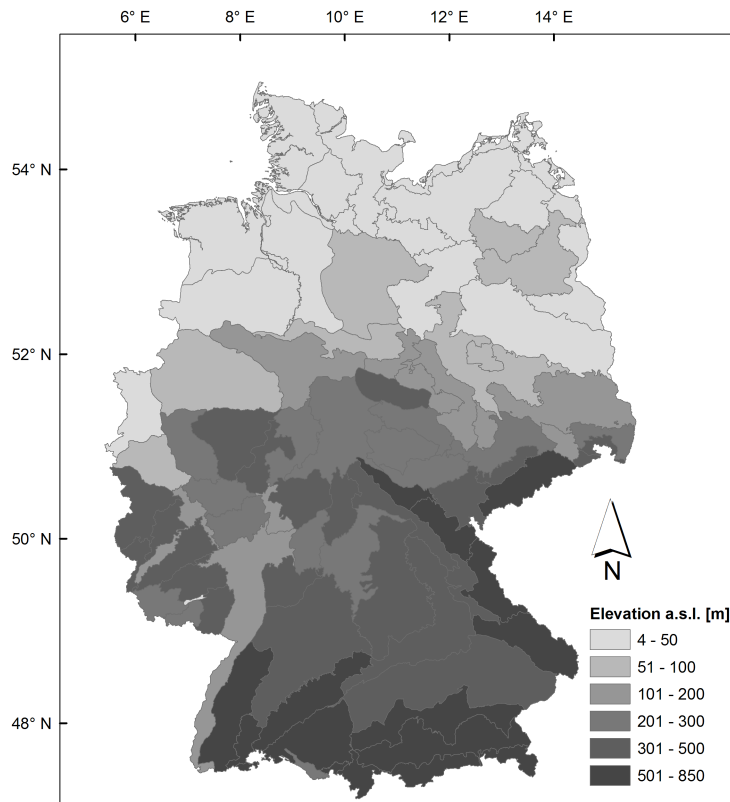 6° E 8° E 10° E 12° E 14° E
54° N
52° N
50° N
48° N
N
Elevation a.s.l. [m]
4 - 50
51 - 100
101 - 200
201 - 300
301 - 500
501 - 850